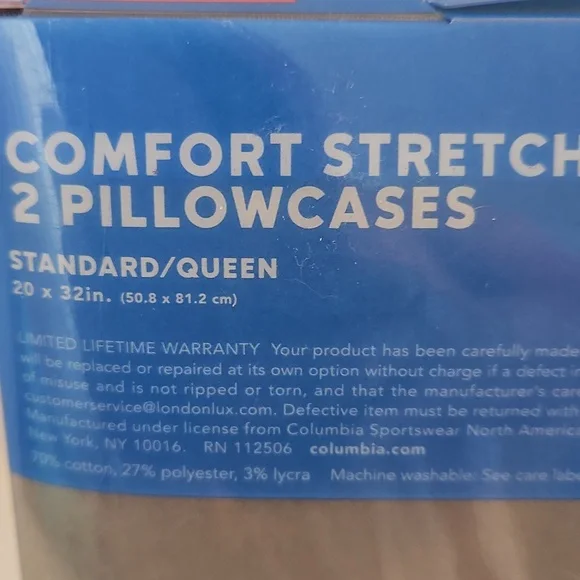 COMFORT STRETCH
2 PILLOWCASES
STANDARD/QUEEN
20 x 32in. (50.8 x 81.2 cm)
LIMITED LIFETIME WARRANTY Your product has been carefully made
will be replaced or repaired at its own option without charge if a defect i
of misuse and is not ripped or torn, and that the manufacturer's care
customerservice@londonlux.com. Defective item must be returned with
Manufactured under license from Columbia Sportswear North America
New York, NY 10016. RN 112506 columbia.com
70% cotton, 27% polyester, 3% lycra Machine washable. See care labe